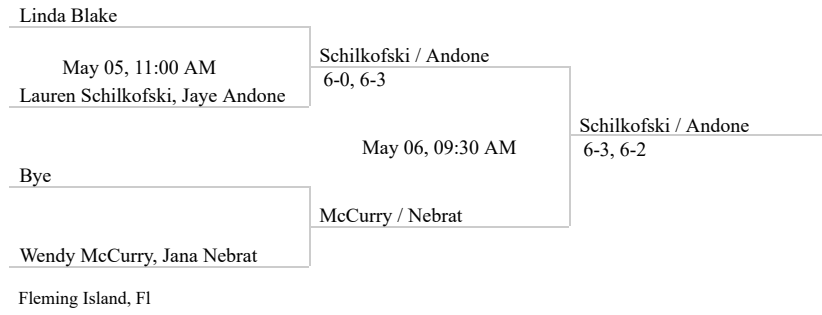 Linda Blake
May 05, 11:00 AM
Lauren Schilkofski, Jaye Andone
Schilkofski / Andone
6-0, 6-3
May 06, 09:30 AM
Schilkofski / Andone
6-3, 6-2
Bye
McCurry / Nebrat
Wendy McCurry, Jana Nebrat
Fleming Island, Fl